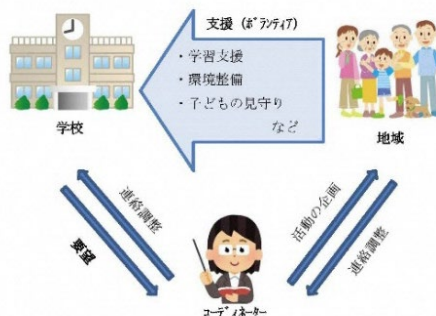 支援（ボランティア）
・学習支援
・環境整備
・子どもの見守り
など
学校
地域
連絡調整
要望
活動の企画
連絡調整
コーディネーター